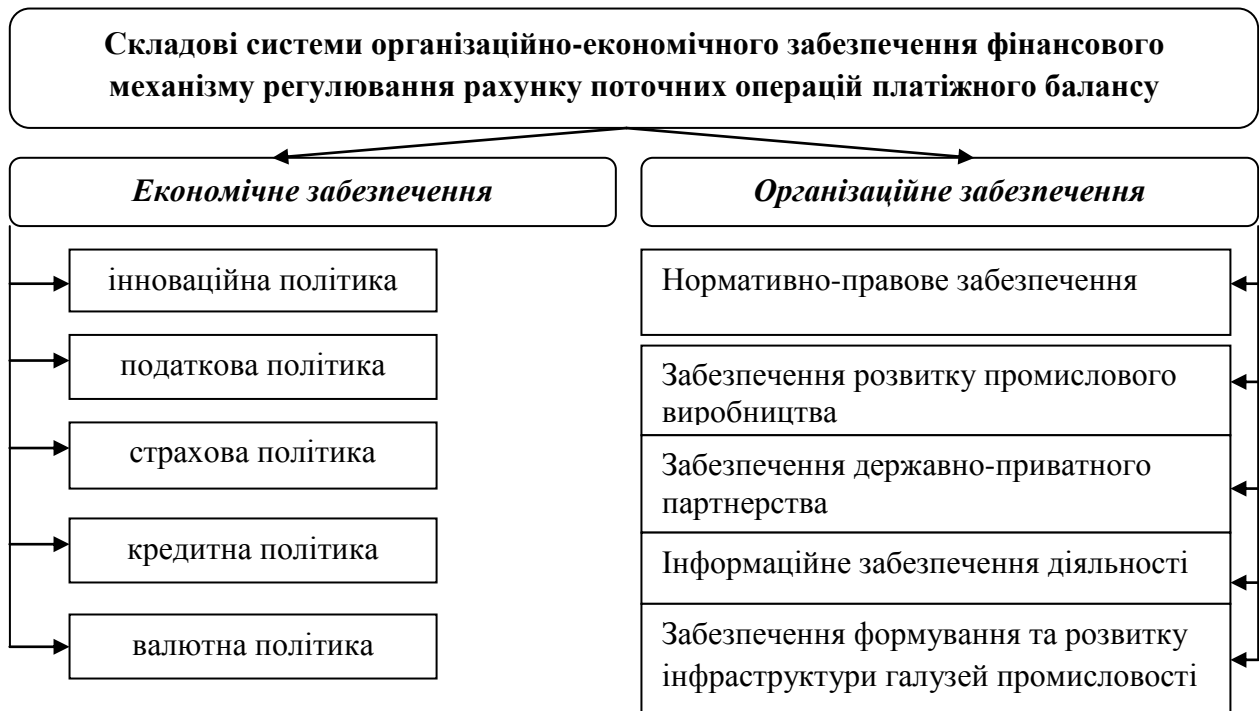 Складові системи організаційно-економічного забезпечення фінансового
механізму регулювання рахунку поточних операцій платіжного балансу
Економічне забезпечення
інноваційна політика
податкова політика
страхова політика
кредитна політика
валютна політика
Організаційне забезпечення
Нормативно-правове забезпечення
Забезпечення розвитку промислового
виробництва
Забезпечення державно-приватного
партнерства
Інформаційне забезпечення діяльності
Забезпечення формування та розвитку
інфраструктури галузей промисловості